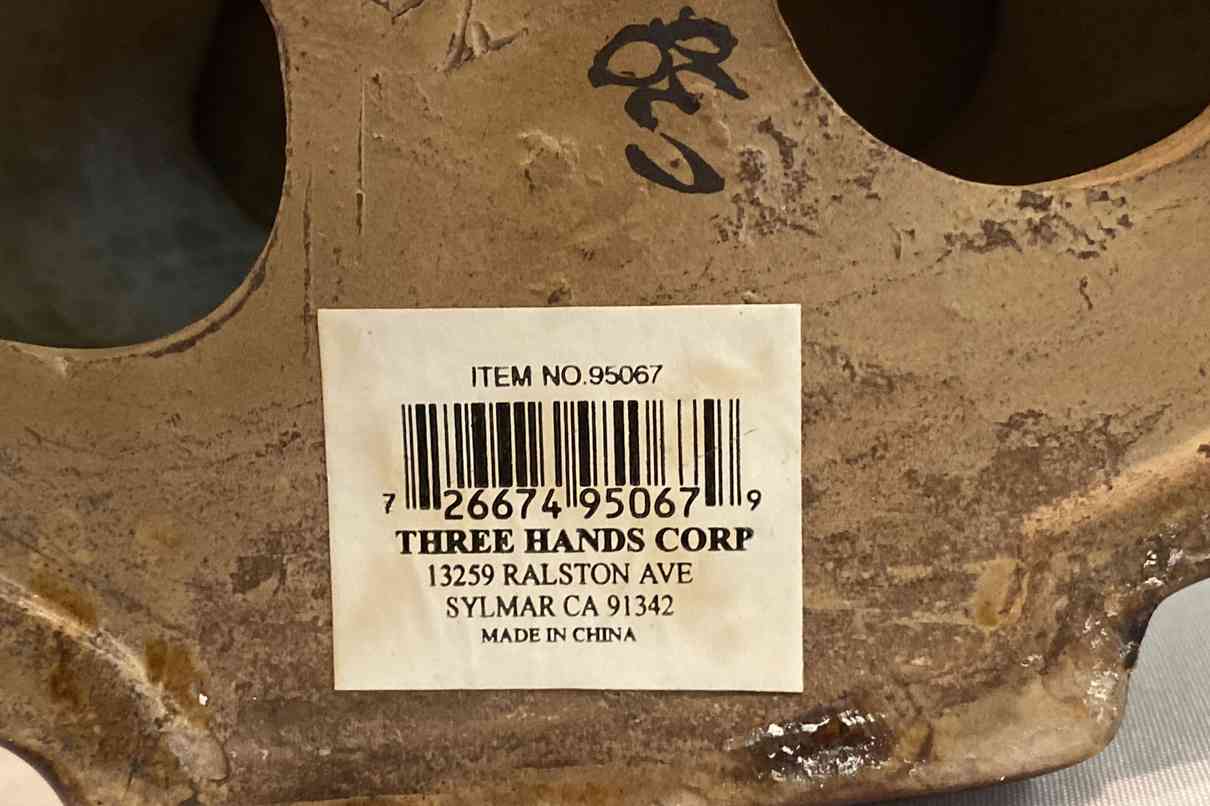 ITEM NO.95067
7 26674 95067 9
THREE HANDS CORP
13259 RALSTON AVE
SYLMAR CA 91342
MADE IN CHINA